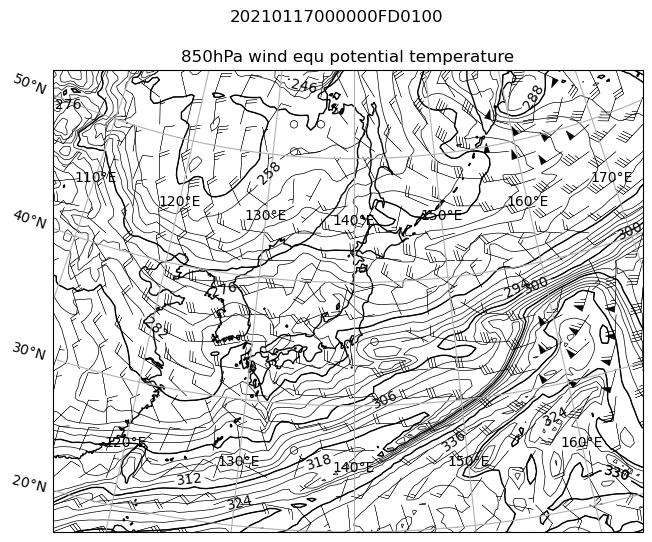 20210117000000FD0100
850hPa wind equ potential temperature
50°N
246
288
276
258
110°E
170°E
120°E
160°E
130°E
140°E
150°E
40°N
300
294
300
276
282
30°N
306
324
336
120°E
160°E
130°E
318
140°E
150°E
330
20°N
312
324